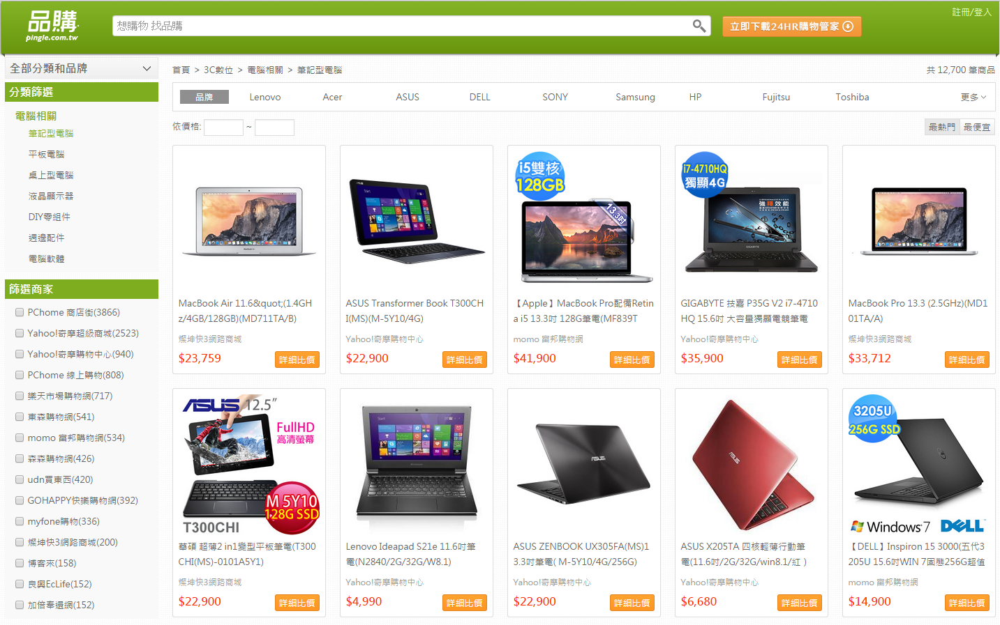 品購
pingle.com.tw
想購物 找品購
立即下載24HR購物管家
註冊/登入
全部分類和品牌
首頁 > 3C數位 > 電腦相關 > 筆記型電腦
共 12,700 筆商品
分類篩選
電腦相關
筆記型電腦
平板電腦
桌上型電腦
液晶顯示器
DIY零組件
週邊配件
電腦軟體
篩選商家
PChome 商店街(3866)
Yahoo!奇摩超級商城(2523)
Yahoo!奇摩購物中心(940)
PChome 線上購物(808)
樂天市場購物網(717)
東森購物網(541)
momo 富邦購物網(534)
森森購物網(426)
udn買東西(420)
GOHAPPY快樂購物網(392)
myfone購物(336)
燦坤快3網路商城(200)
博客來(158)
良興EcLife(152)
加倍奉還網(152)
品牌 Lenovo Acer ASUS DELL SONY Samsung HP Fujitsu Toshiba 更多
依價格: ~
最熱門 最便宜
MacBook Air 11.6&quot;(1.4GH
z/4GB/128GB)(MD711TA/B)
燦坤快3網路商城
$23,759
詳細比價
ASUS Transformer Book T300CH
I(MS)(M-5Y10/4G)
Yahoo!奇摩購物中心
$22,900
詳細比價
i5雙核
128GB
13.3吋
【Apple】MacBook Pro配備Retin
a i5 13.3吋 128G筆電(MF839T
momo 富邦購物網
$41,900
詳細比價
i7-4710HQ
獨顯4G
強悍效能
GIGABYTE
GIGABYTE 技嘉 P35G V2 i7-4710
HQ 15.6吋 大容量獨顯電競筆電
Yahoo!奇摩購物中心
$35,900
詳細比價
MacBook Pro 13.3 (2.5GHz)(MD1
01TA/A)
燦坤快3網路商城
$33,712
詳細比價
ASUS 12.5”
FullHD
高清螢幕
M 5Y10
128G SSD
T300CHI
華碩 超薄2 in1變型平板筆電(T300
CHI(MS)-0101A5Y1)
燦坤快3網路商城
$22,900
詳細比價
Start
Lenovo Ideapad S21e 11.6吋筆
電(N2840/2G/32G/W8.1)
Yahoo!奇摩購物中心
$4,990
詳細比價
ASUS
ASUS ZENBOOK UX305FA(MS)1
3.3吋筆電( M-5Y10/4G/256G)
Yahoo!奇摩購物中心
$22,900
詳細比價
ASUS
ASUS X205TA 四核輕薄行動筆
電(11.6吋/2G/32G/win8.1/紅 )
Yahoo!奇摩購物中心
$6,680
詳細比價
3205U
256G SSD
Windows 7 DELL
【DELL】Inspiron 15 3000(五代3
205U 15.6吋WIN 7固態256G超值
momo 富邦購物網
$14,900
詳細比價